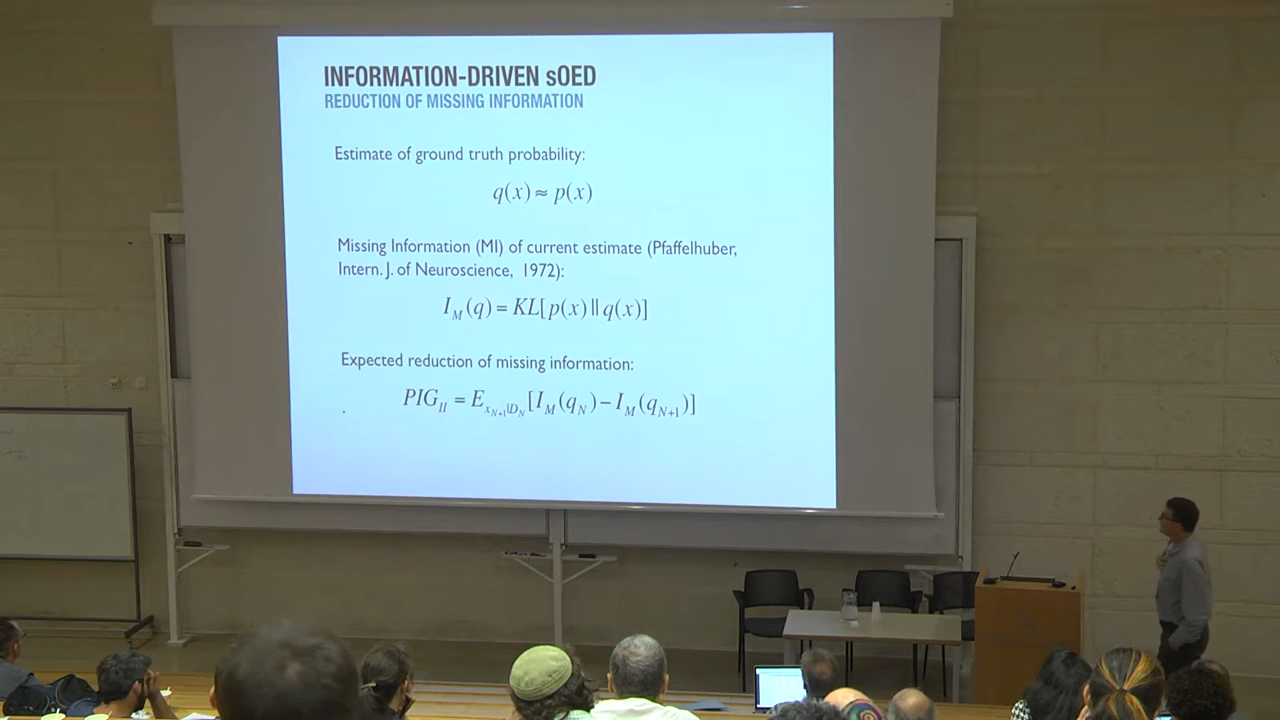 INFORMATION-DRIVEN sOED
REDUCTION OF MISSING INFORMATION
Estimate of ground truth probability:
q(x) ≈ p(x)
Missing Information (MI) of current estimate (Pfaffelhuber,
Intern. J. of Neuroscience, 1972):
I_M(q) = KL[p(x)||q(x)]
Expected reduction of missing information:
PIG_II = E_{x_{N+1}|D_N}[I_M(q_N) − I_M(q_{N+1})]